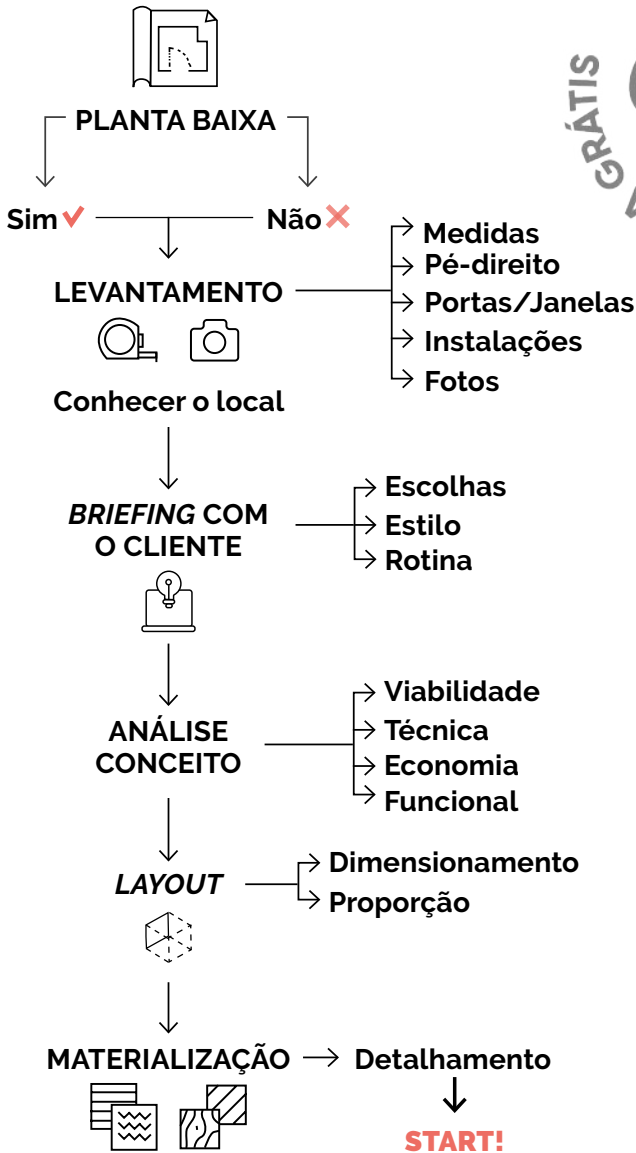 GRÁTIS
PLANTA BAIXA
Sim
Não
LEVANTAMENTO
Medidas
Pé-direito
Portas/Janelas
Instalações
Fotos
Conhecer o local
BRIEFING COM
O CLIENTE
Escolhas
Estilo
Rotina
ANÁLISE
CONCEITO
Viabilidade
Técnica
Economia
Funcional
LAYOUT
Dimensionamento
Proporção
MATERIALIZAÇÃO
Detalhamento
START!